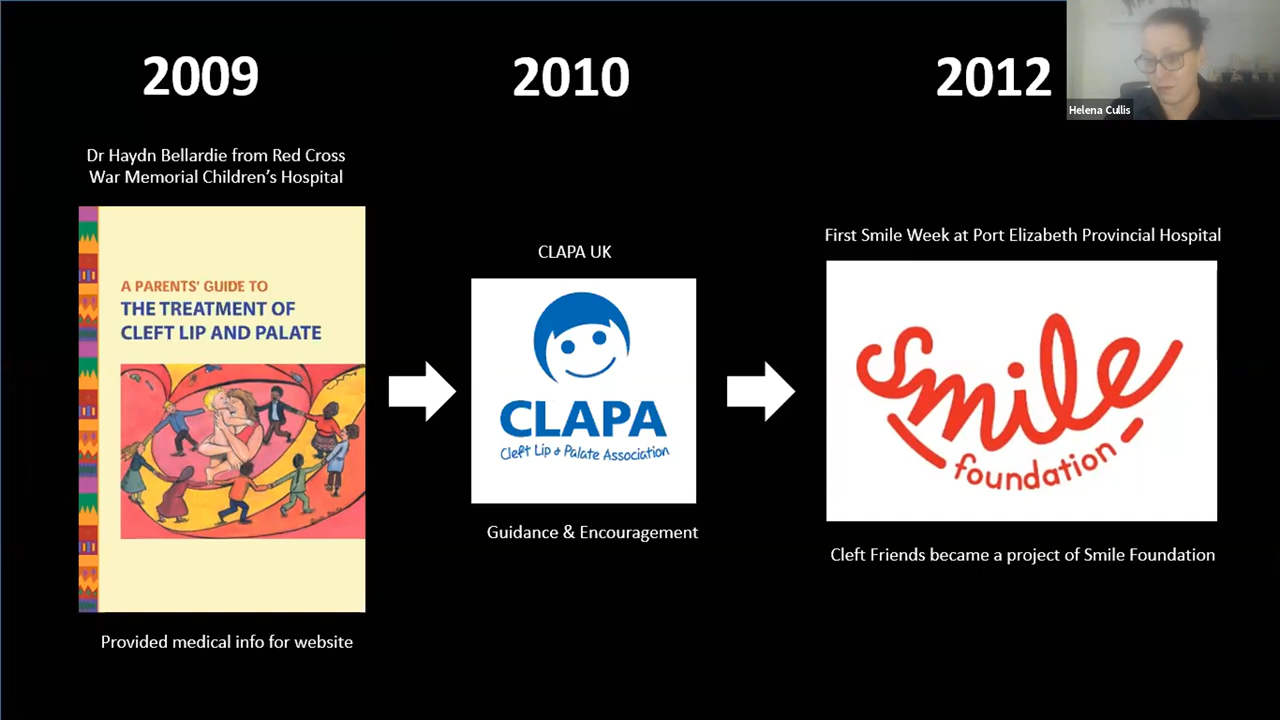 2009
2010
2012
Helena Cullis
Dr Haydn Bellardie from Red Cross
War Memorial Children's Hospital
A PARENTS' GUIDE TO
THE TREATMENT OF
CLEFT LIP AND PALATE
Provided medical info for website
CLAPA UK
CLAPA
Cleft Lip & Palate Association
Guidance & Encouragement
First Smile Week at Port Elizabeth Provincial Hospital
smile
foundation
Cleft Friends became a project of Smile Foundation